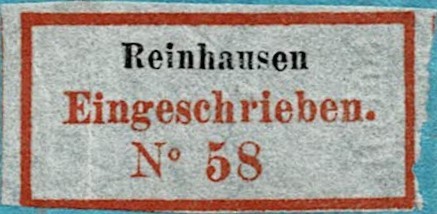 Reinhausen
Eingeschrieben.
No 58